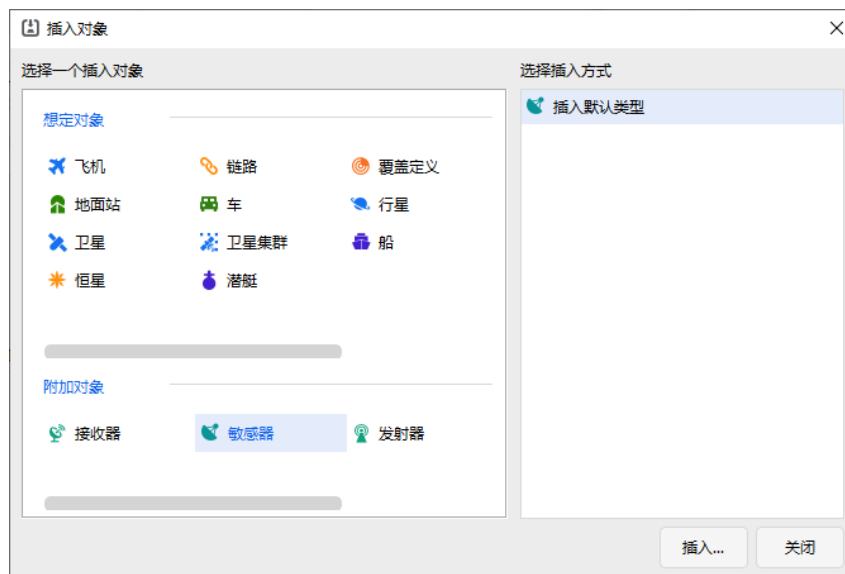 插入对象
选择一个插入对象
选择插入方式
想定对象
插入默认类型
飞机 链路 覆盖定义
地面站 车 行星
卫星 卫星集群 船
恒星 潜艇
附加对象
接收器 敏感器 发射器
插入... 关闭